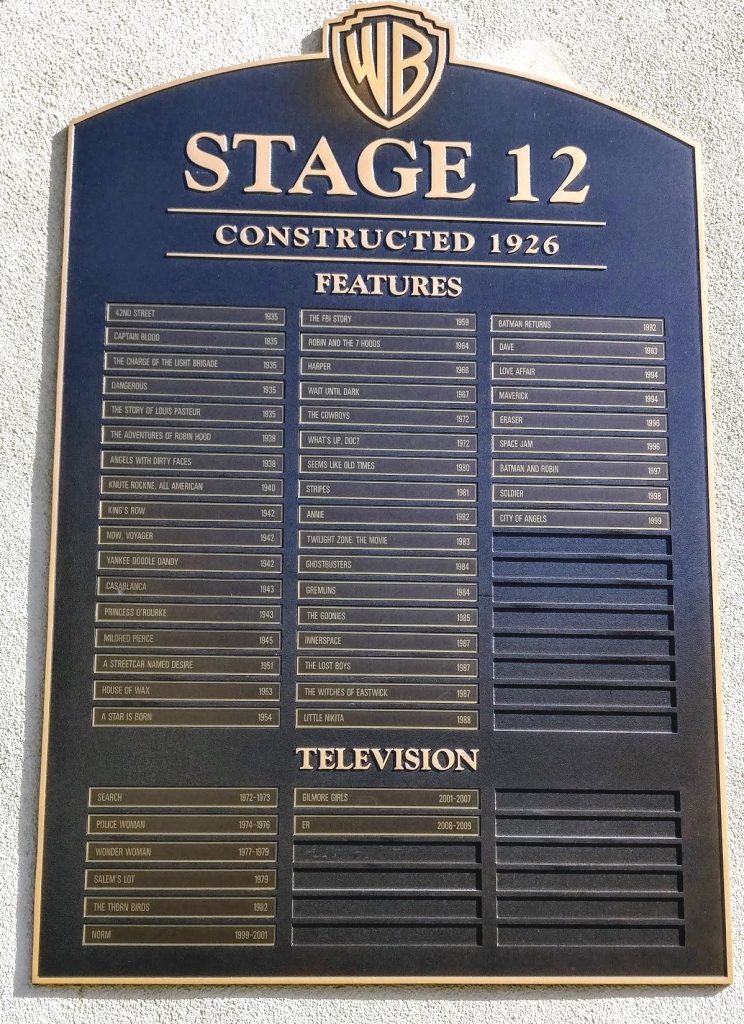 WB
STAGE 12
CONSTRUCTED 1926
FEATURES
42ND STREET 1935
CAPTAIN BLOOD 1935
THE CHARGE OF THE LIGHT BRIGADE 1935
DANGEROUS 1935
THE STORY OF LOUIS PASTEUR 1935
THE ADVENTURES OF ROBIN HOOD 1938
ANGELS WITH DIRTY FACES 1938
KNUTE ROCKNE, ALL AMERICAN 1940
KING'S ROW 1942
NOW, VOYAGER 1942
YANKEE DOODLE DANDY 1942
CASABLANCA 1943
PRINCESS O'ROURKE 1943
MILDRED PIERCE 1945
A STREETCAR NAMED DESIRE 1951
HOUSE OF WAX 1953
A STAR IS BORN 1954
THE FBI STORY 1959
ROBIN AND THE 7 HOODS 1964
HARPER 1966
WAIT UNTIL DARK 1967
THE COWBOYS 1972
WHAT'S UP, DOC? 1972
SEEMS LIKE OLD TIMES 1980
STRIPES 1981
ANNIE 1982
TWILIGHT ZONE: THE MOVIE 1983
GHOSTBUSTERS 1984
GREMLINS 1984
THE GOONIES 1985
INNERSPACE 1987
THE LOST BOYS 1987
THE WITCHES OF EASTWICK 1987
LITTLE NIKITA 1988
BATMAN RETURNS 1992
DAVE 1993
LOVE AFFAIR 1994
MAVERICK 1994
ERASER 1996
SPACE JAM 1996
BATMAN AND ROBIN 1997
SOLDIER 1998
CITY OF ANGELS 1999
TELEVISION
SEARCH 1972-1973
POLICE WOMAN 1974-1976
WONDER WOMAN 1977-1979
SALEM'S LOT 1979
THE THORN BIRDS 1982
NORM 1999-2001
GILMORE GIRLS 2001-2007
ER 2008-2009